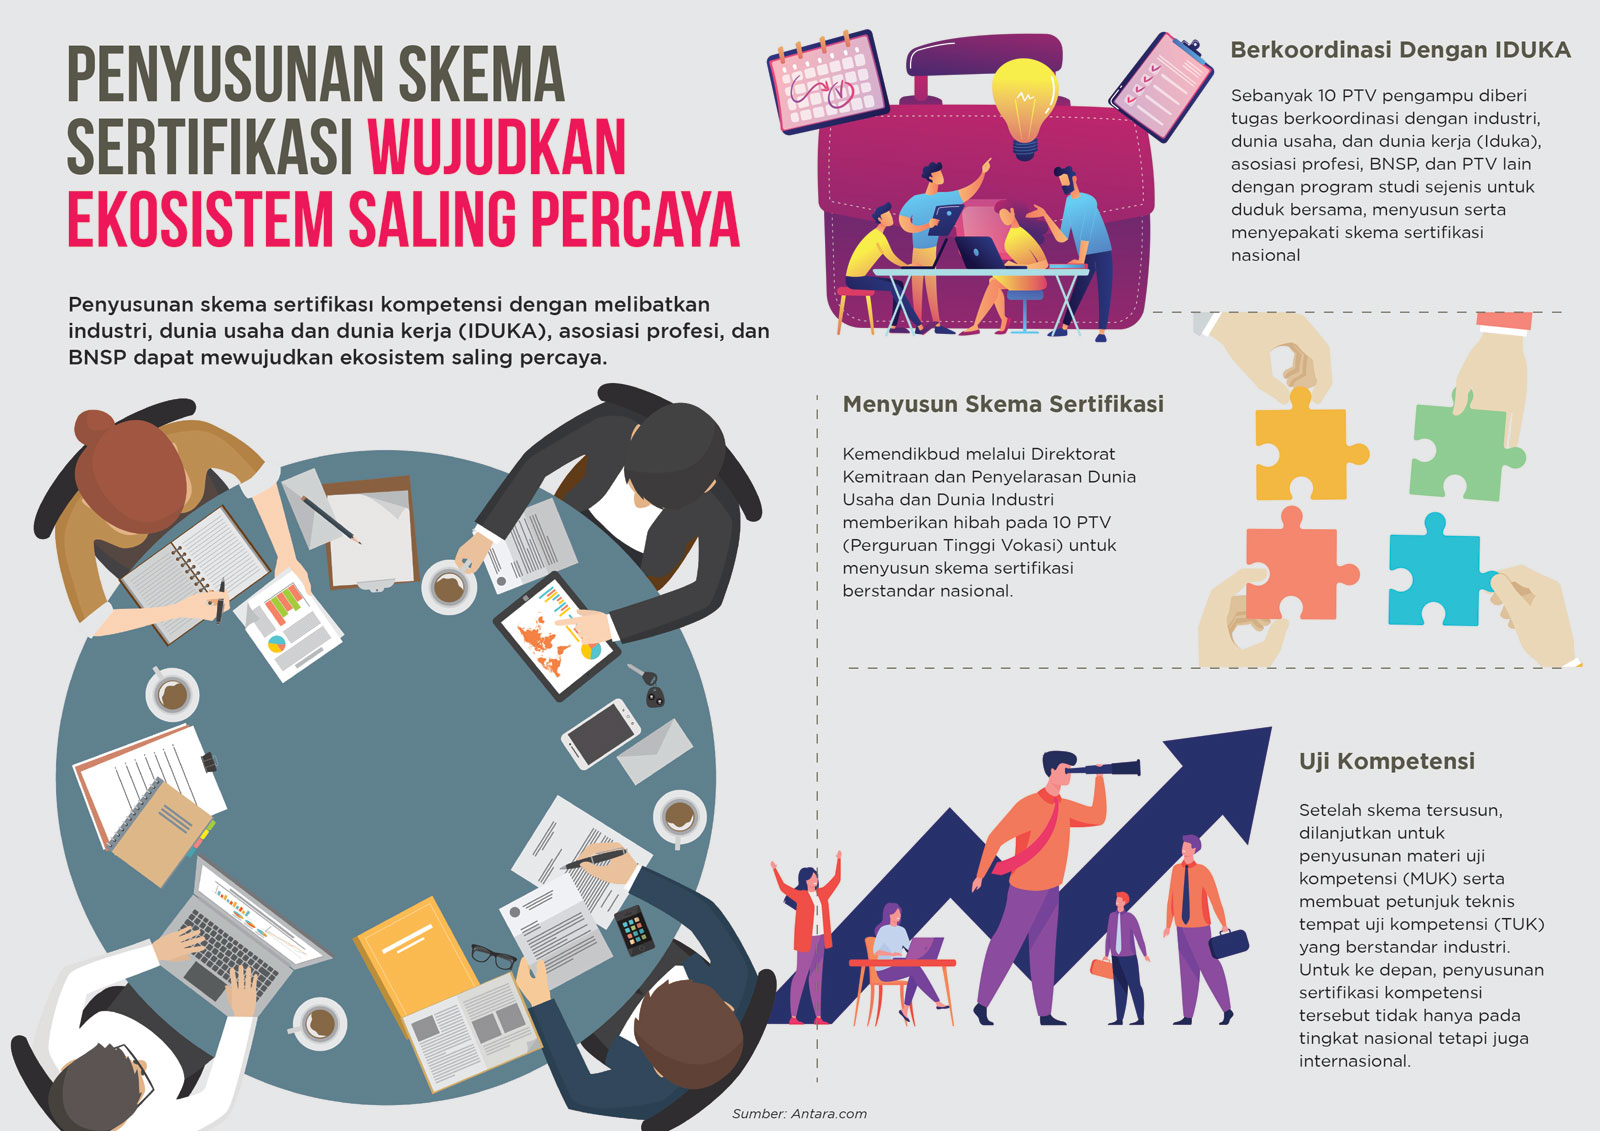 PENYUSUNAN SKEMA
SERTIFIKASI WUJUDKAN
EKOSISTEM SALING PERCAYA
Penyusunan skema sertifikasi kompetensi dengan melibatkan
industri, dunia usaha dan dunia kerja (IDUKA), asosiasi profesi, dan
BNSP dapat mewujudkan ekosistem saling percaya.
Berkoordinasi Dengan IDUKA
Sebanyak 10 PTV pengampu diberi
tugas berkoordinasi dengan industri,
dunia usaha, dan dunia kerja (Iduka),
asosiasi profesi, BNSP, dan PTV lain
dengan program studi sejenis untuk
duduk bersama, menyusun serta
menyepakati skema sertifikasi
nasional
Menyusun Skema Sertifikasi
Kemendikbud melalui Direktorat
Kemitraan dan Penyelarasan Dunia
Usaha dan Dunia Industri
memberikan hibah pada 10 PTV
(Perguruan Tinggi Vokasi) untuk
menyusun skema sertifikasi
berstandar nasional.
Uji Kompetensi
Setelah skema tersusun,
dilanjutkan untuk
penyusunan materi uji
kompetensi (MUK) serta
membuat petunjuk teknis
tempat uji kompetensi (TUK)
yang berstandar industri.
Untuk ke depan, penyusunan
sertifikasi kompetensi
tersebut tidak hanya pada
tingkat nasional tetapi juga
internasional.
Sumber: Antara.com